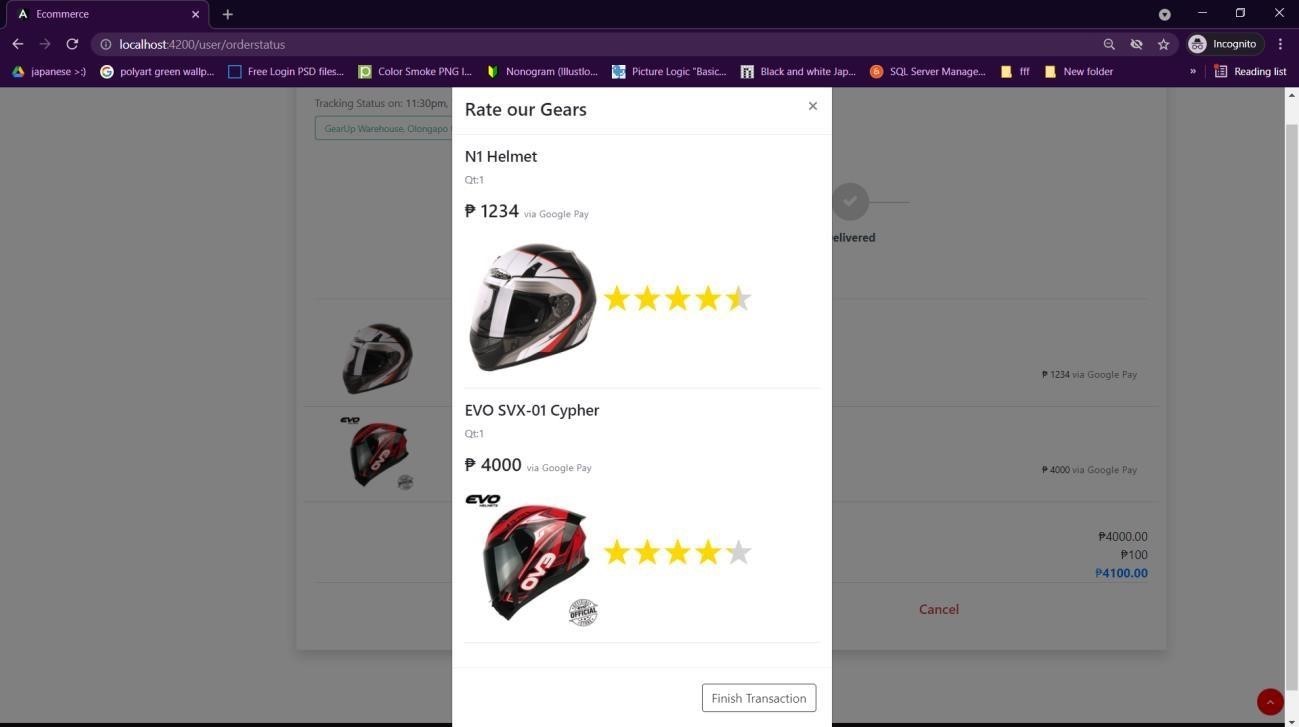 Ecommerce
localhost:4200/user/orderstatus
Incognito
japanese >:)
polyart green wallp...
Free Login PSD files...
Color Smoke PNG I...
Nonogram (Illustlo...
Picture Logic "Basic...
Black and white Jap...
SQL Server Manage...
fff
New folder
»
Reading list
Tracking Status on: 11:30pm,
GearUp Warehouse, Olongapo
Rate our Gears
×
N1 Helmet
Qt:1
₱ 1234 via Google Pay
elivered
₱ 1234 via Google Pay
EVO SVX-01 Cypher
Qt:1
₱ 4000 via Google Pay
EVO
HELMETS
EVO
OFFICIAL
EVO
₱ 4000 via Google Pay
₱4000.00
₱100
₱4100.00
Cancel
Finish Transaction